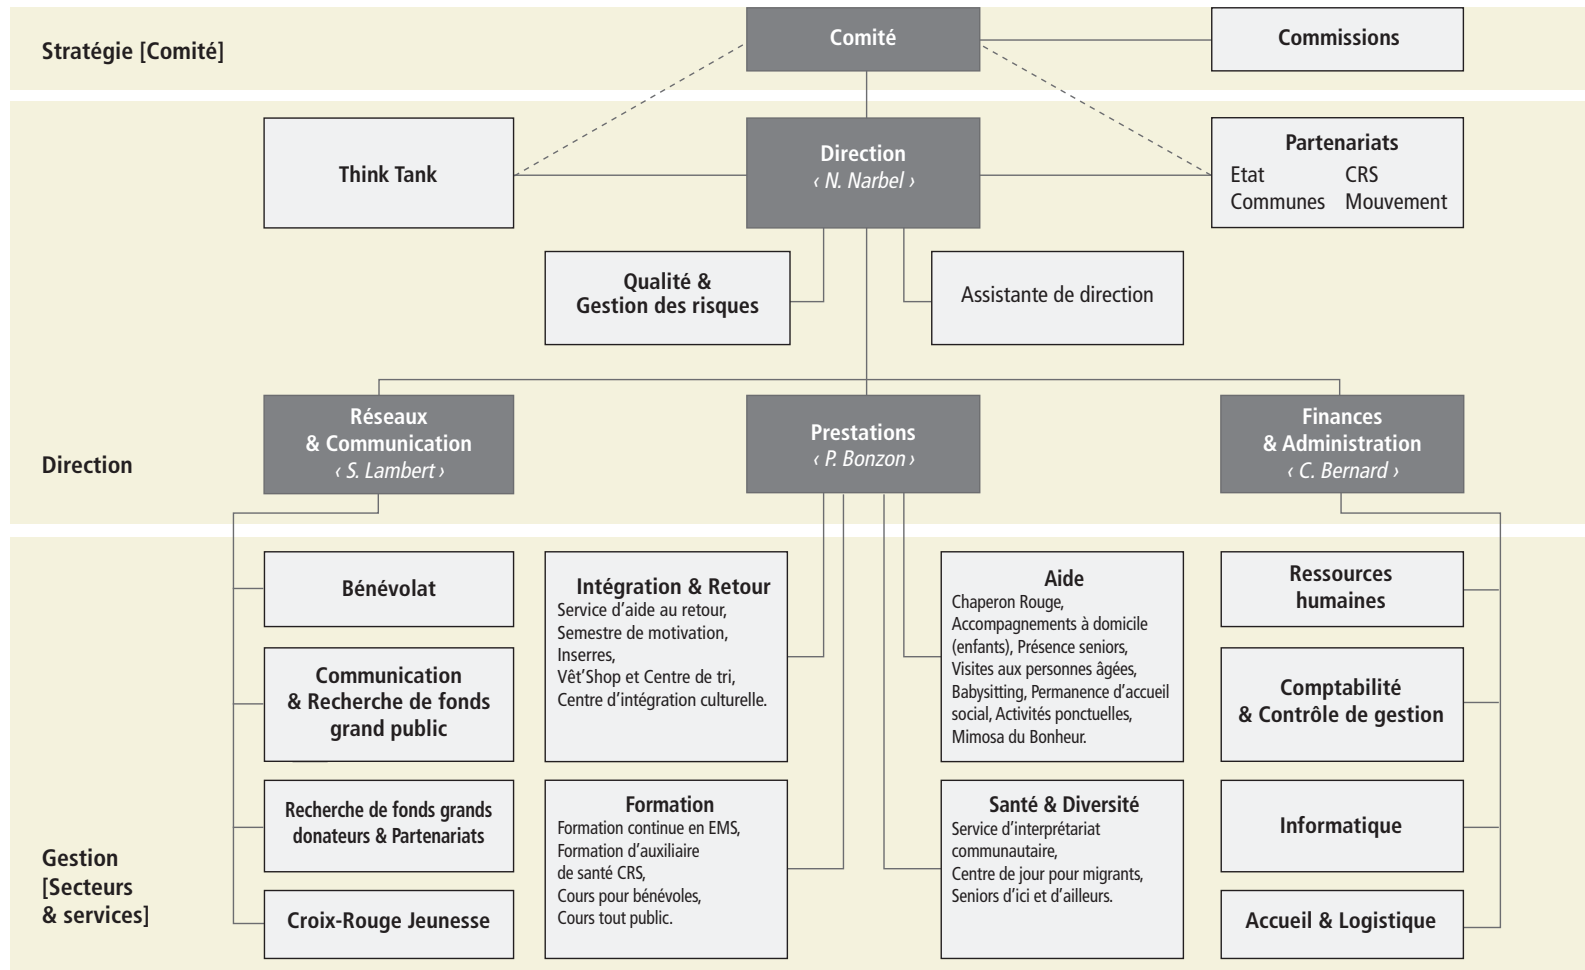 Stratégie [Comité]
Comité
Commissions
Think Tank
Direction
‹ N. Narbel ›
Partenariats
Etat CRS
Communes Mouvement
Qualité &
Gestion des risques
Assistante de direction
Direction
Réseaux
& Communication
‹ S. Lambert ›
Prestations
‹ P. Bonzon ›
Finances
& Administration
‹ C. Bernard ›
Gestion
[Secteurs
& services]
Bénévolat
Communication
& Recherche de fonds
grand public
Recherche de fonds grands
donateurs & Partenariats
Croix-Rouge Jeunesse
Intégration & Retour
Service d’aide au retour,
Semestre de motivation,
Inserres,
Vêt’Shop et Centre de tri,
Centre d’intégration culturelle.
Formation
Formation continue en EMS,
Formation d’auxiliaire
de santé CRS,
Cours pour bénévoles,
Cours tout public.
Aide
Chaperon Rouge,
Accompagnements à domicile
(enfants), Présence seniors,
Visites aux personnes âgées,
Babysitting, Permanence d’accueil
social, Activités ponctuelles,
Mimosa du Bonheur.
Santé & Diversité
Service d’interprétariat
communautaire,
Centre de jour pour migrants,
Seniors d’ici et d’ailleurs.
Ressources
humaines
Comptabilité
& Contrôle de gestion
Informatique
Accueil & Logistique